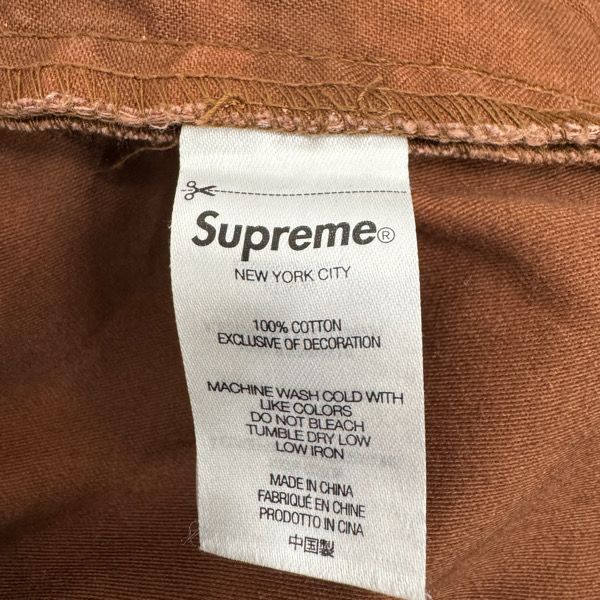 Supreme®
NEW YORK CITY
100% COTTON
EXCLUSIVE OF DECORATION
MACHINE WASH COLD WITH
LIKE COLORS
DO NOT BLEACH
TUMBLE DRY LOW
LOW IRON
MADE IN CHINA
FABRIQUÉ EN CHINE
PRODOTTO IN CINA
中国製